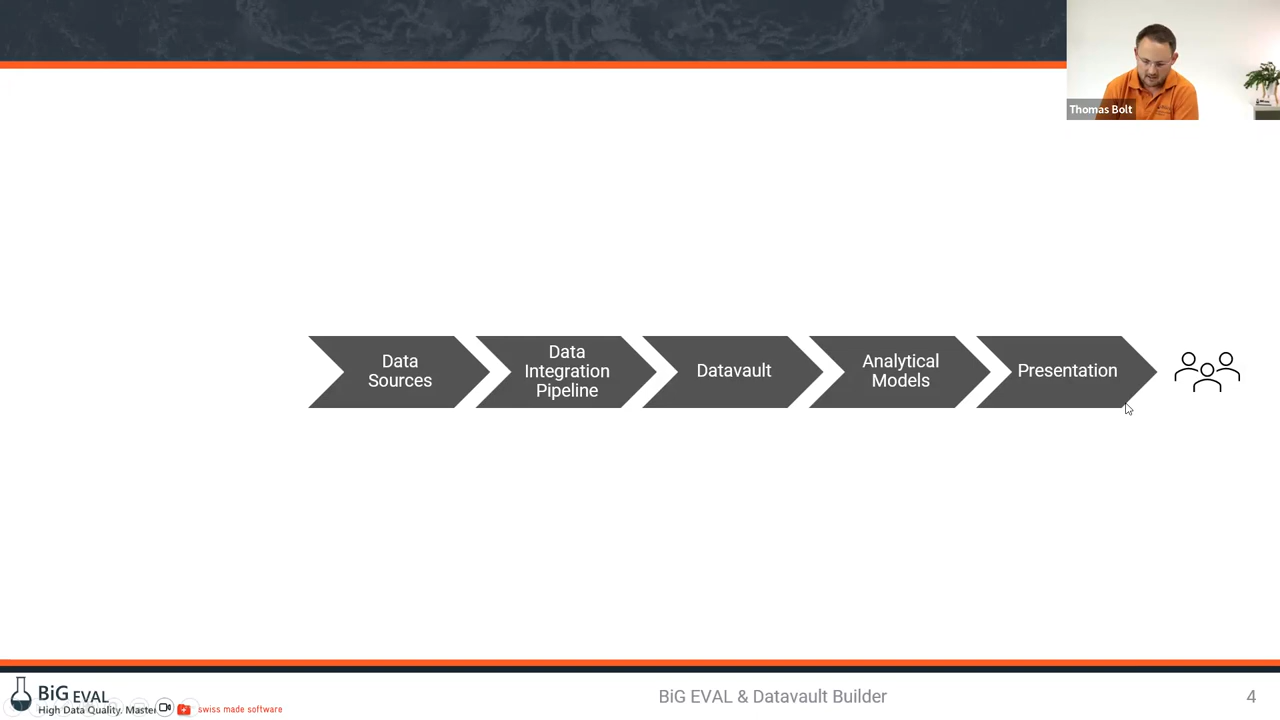 Thomas Bolt
Data
Sources
Data
Integration
Pipeline
Datavault
Analytical
Models
Presentation
BiG EVAL
High Data Quality. Master
swiss made software
BiG EVAL & Datavault Builder
4